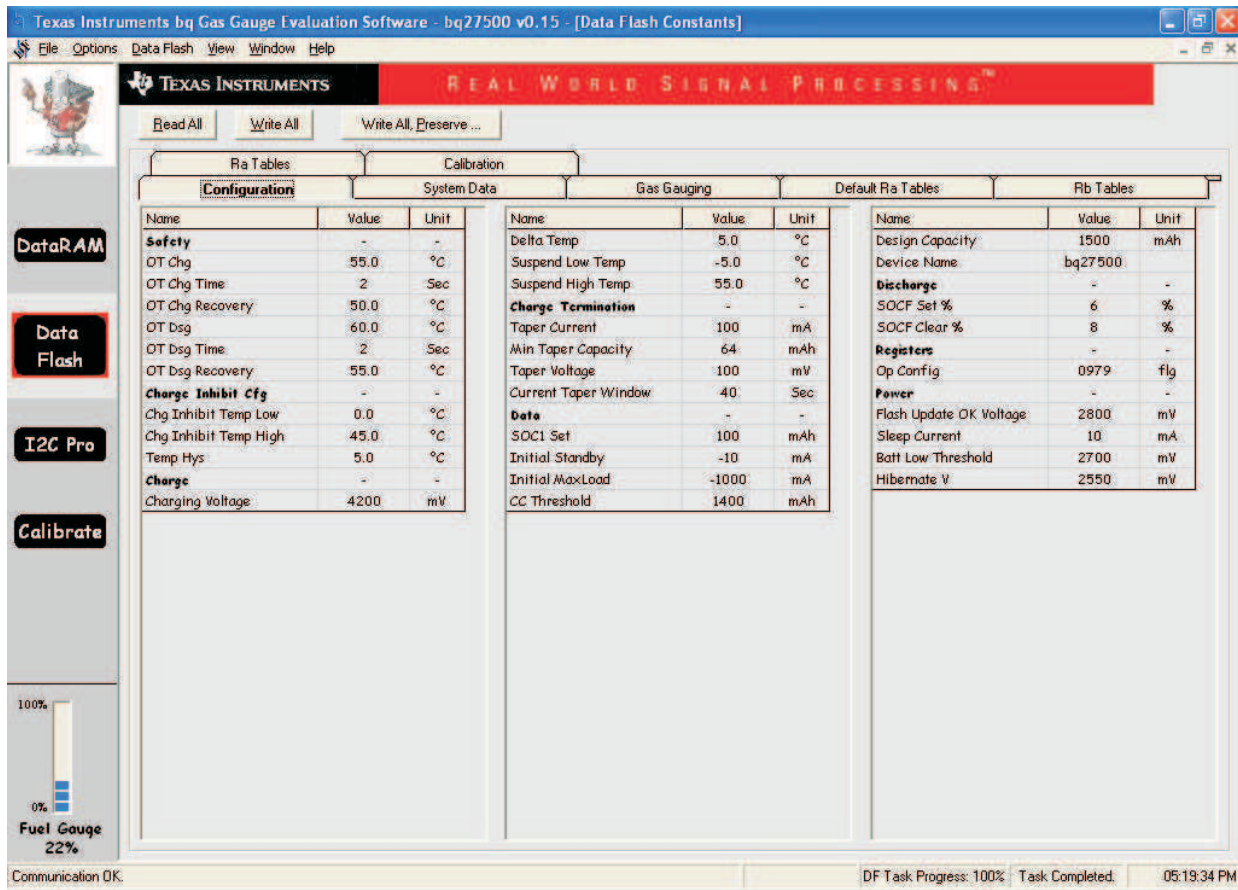 Texas Instruments bq Gas Gauge Evaluation Software - bq27500 v0.15 - [Data Flash Constants]
File Options Data Flash View Window Help
TEXAS INSTRUMENTS REAL WORLD SIGNAL PROCESSING™
Read All Write All Write All, Preserve ...
Ra Tables Calibration
Configuration System Data Gas Gauging Default Ra Tables Rb Tables
Name Value Unit
Safety - -
OT Chg 55.0 °C
OT Chg Time 2 Sec
OT Chg Recovery 50.0 °C
OT Dsg 60.0 °C
OT Dsg Time 2 Sec
OT Dsg Recovery 55.0 °C
Charge Inhibit Cfg - -
Chg Inhibit Temp Low 0.0 °C
Chg Inhibit Temp High 45.0 °C
Temp Hys 5.0 °C
Charge - -
Charging Voltage 4200 mV
Name Value Unit
Delta Temp 5.0 °C
Suspend Low Temp -5.0 °C
Suspend High Temp 55.0 °C
Charge Termination - -
Taper Current 100 mA
Min Taper Capacity 64 mAh
Taper Voltage 100 mV
Current Taper Window 40 Sec
Data - -
SOC1 Set 100 mAh
Initial Standby -10 mA
Initial MaxLoad -1000 mA
CC Threshold 1400 mAh
Name Value Unit
Design Capacity 1500 mAh
Device Name bq27500
Discharge - -
SOCF Set % 6 %
SOCF Clear % 8 %
Registers - -
Op Config 0979 flg
Power - -
Flash Update OK Voltage 2800 mV
Sleep Current 10 mA
Batt Low Threshold 2700 mV
Hibernate V 2550 mV
DataRAM
Data
Flash
I2C Pro
Calibrate
100%
0%
Fuel Gauge
22%
Communication OK. DF Task Progress: 100% Task Completed. 05:19:34 PM